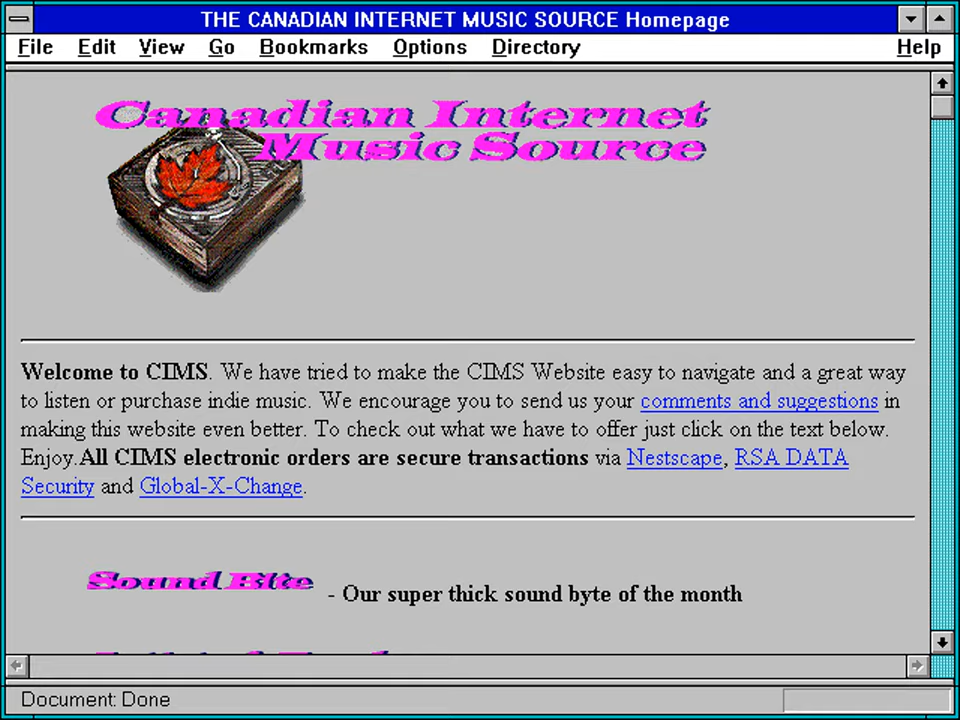 THE CANADIAN INTERNET MUSIC SOURCE Homepage
File Edit View Go Bookmarks Options Directory Help
Canadian Internet
Music Source
Welcome to CIMS. We have tried to make the CIMS Website easy to navigate and a great way
to listen or purchase indie music. We encourage you to send us your comments and suggestions in
making this website even better. To check out what we have to offer just click on the text below.
Enjoy.All CIMS electronic orders are secure transactions via Nestscape, RSA DATA
Security and Global-X-Change.
Sound Bite - Our super thick sound byte of the month
Document: Done